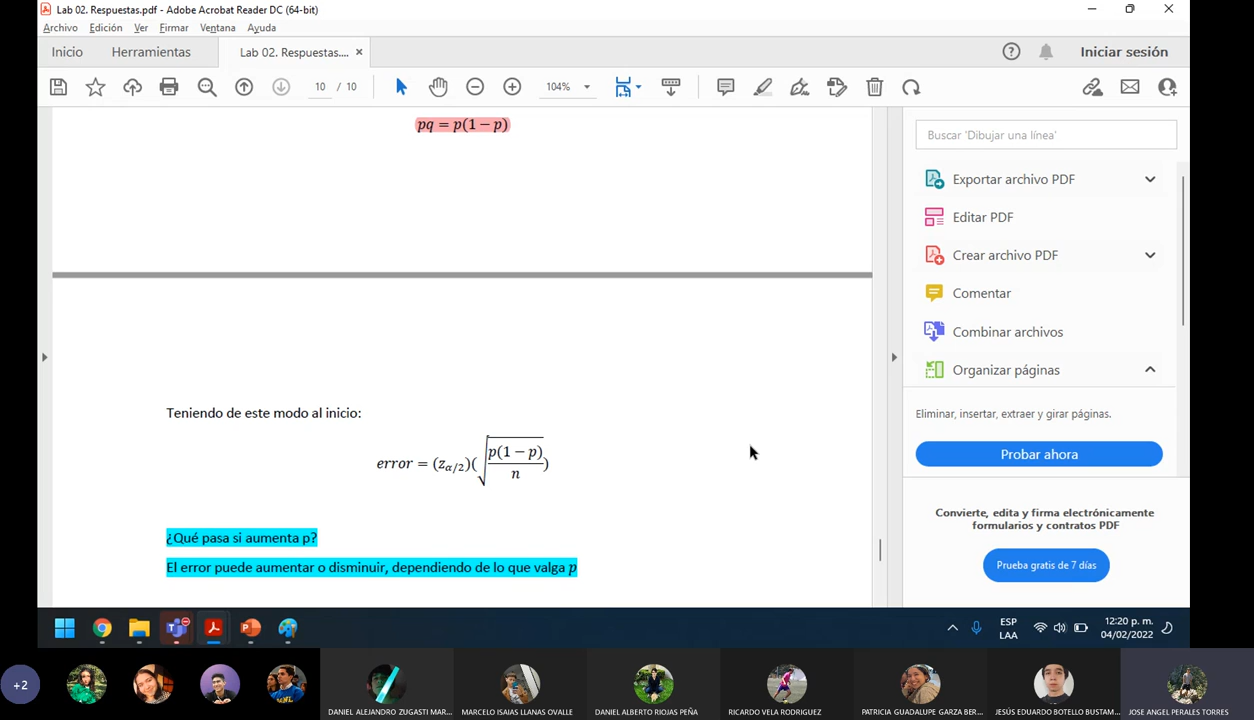 Lab 02. Respuestas.pdf - Adobe Acrobat Reader DC (64-bit)
Archivo Edición Ver Firmar Ventana Ayuda
Inicio Herramientas Lab 02. Respuestas.... × Iniciar sesión
10 / 10 104%
pq = p(1 − p)
Buscar 'Dibujar una línea'
Exportar archivo PDF
Editar PDF
Crear archivo PDF
Comentar
Combinar archivos
Organizar páginas
Eliminar, insertar, extraer y girar páginas.
Probar ahora
Convierte, edita y firma electrónicamente
formularios y contratos PDF
Prueba gratis de 7 días
Teniendo de este modo al inicio:
error = (z_{α/2})(√(p(1 − p)/n))
¿Qué pasa si aumenta p?
El error puede aumentar o disminuir, dependiendo de lo que valga p
ESP
LAA
12:20 p. m.
04/02/2022
+2
DANIEL ALEJANDRO ZUGASTI MAR...
MARCELO ISAIAS LLANAS OVALLE
DANIEL ALBERTO RIOJAS PEÑA
RICARDO VELA RODRIGUEZ
PATRICIA GUADALUPE GARZA BER...
JESÚS EDUARDO BOTELLO BUSTAM...
JOSE ANGEL PERALES TORRES